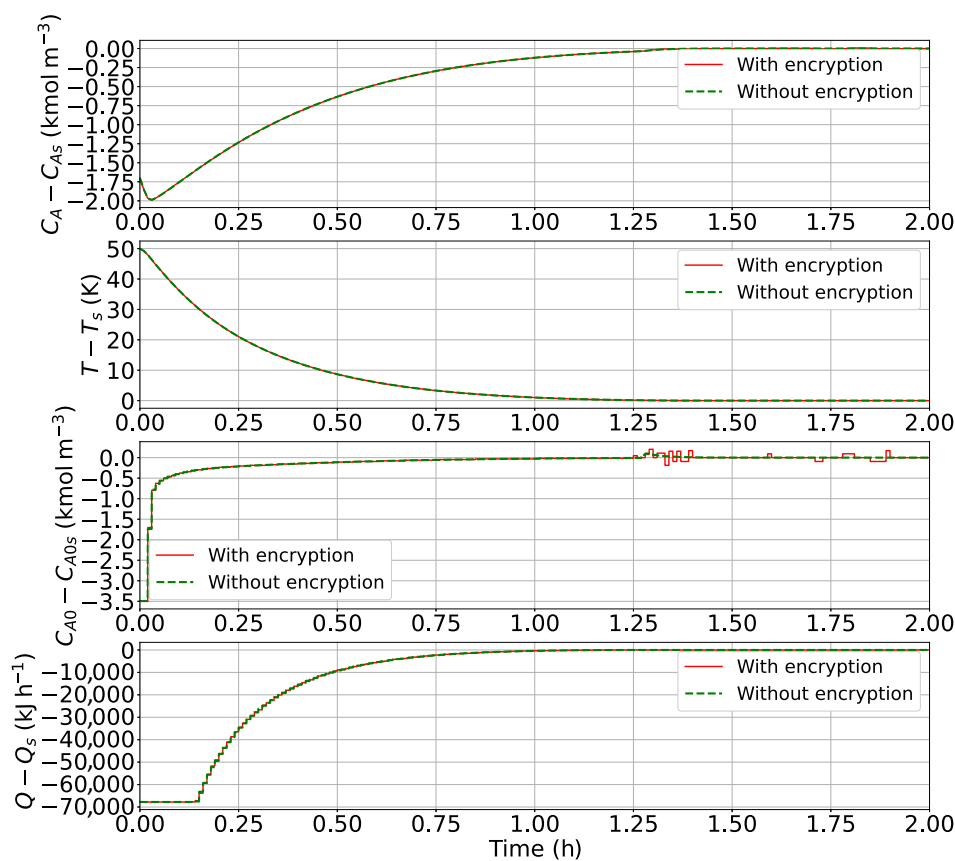 C_A − C_{As} (kmol m⁻³)
0.00
−0.25
−0.50
−0.75
−1.00
−1.25
−1.50
−1.75
−2.00
With encryption
Without encryption
0.00 0.25 0.50 0.75 1.00 1.25 1.50 1.75 2.00
T − T_s (K)
50
40
30
20
10
0
With encryption
Without encryption
0.00 0.25 0.50 0.75 1.00 1.25 1.50 1.75 2.00
C_{A0} − C_{A0s} (kmol m⁻³)
0.0
−0.5
−1.0
−1.5
−2.0
−2.5
−3.0
−3.5
With encryption
Without encryption
0.00 0.25 0.50 0.75 1.00 1.25 1.50 1.75 2.00
Q − Q_s (kJ h⁻¹)
0
−10,000
−20,000
−30,000
−40,000
−50,000
−60,000
−70,000
With encryption
Without encryption
0.00 0.25 0.50 0.75 1.00 1.25 1.50 1.75 2.00
Time (h)